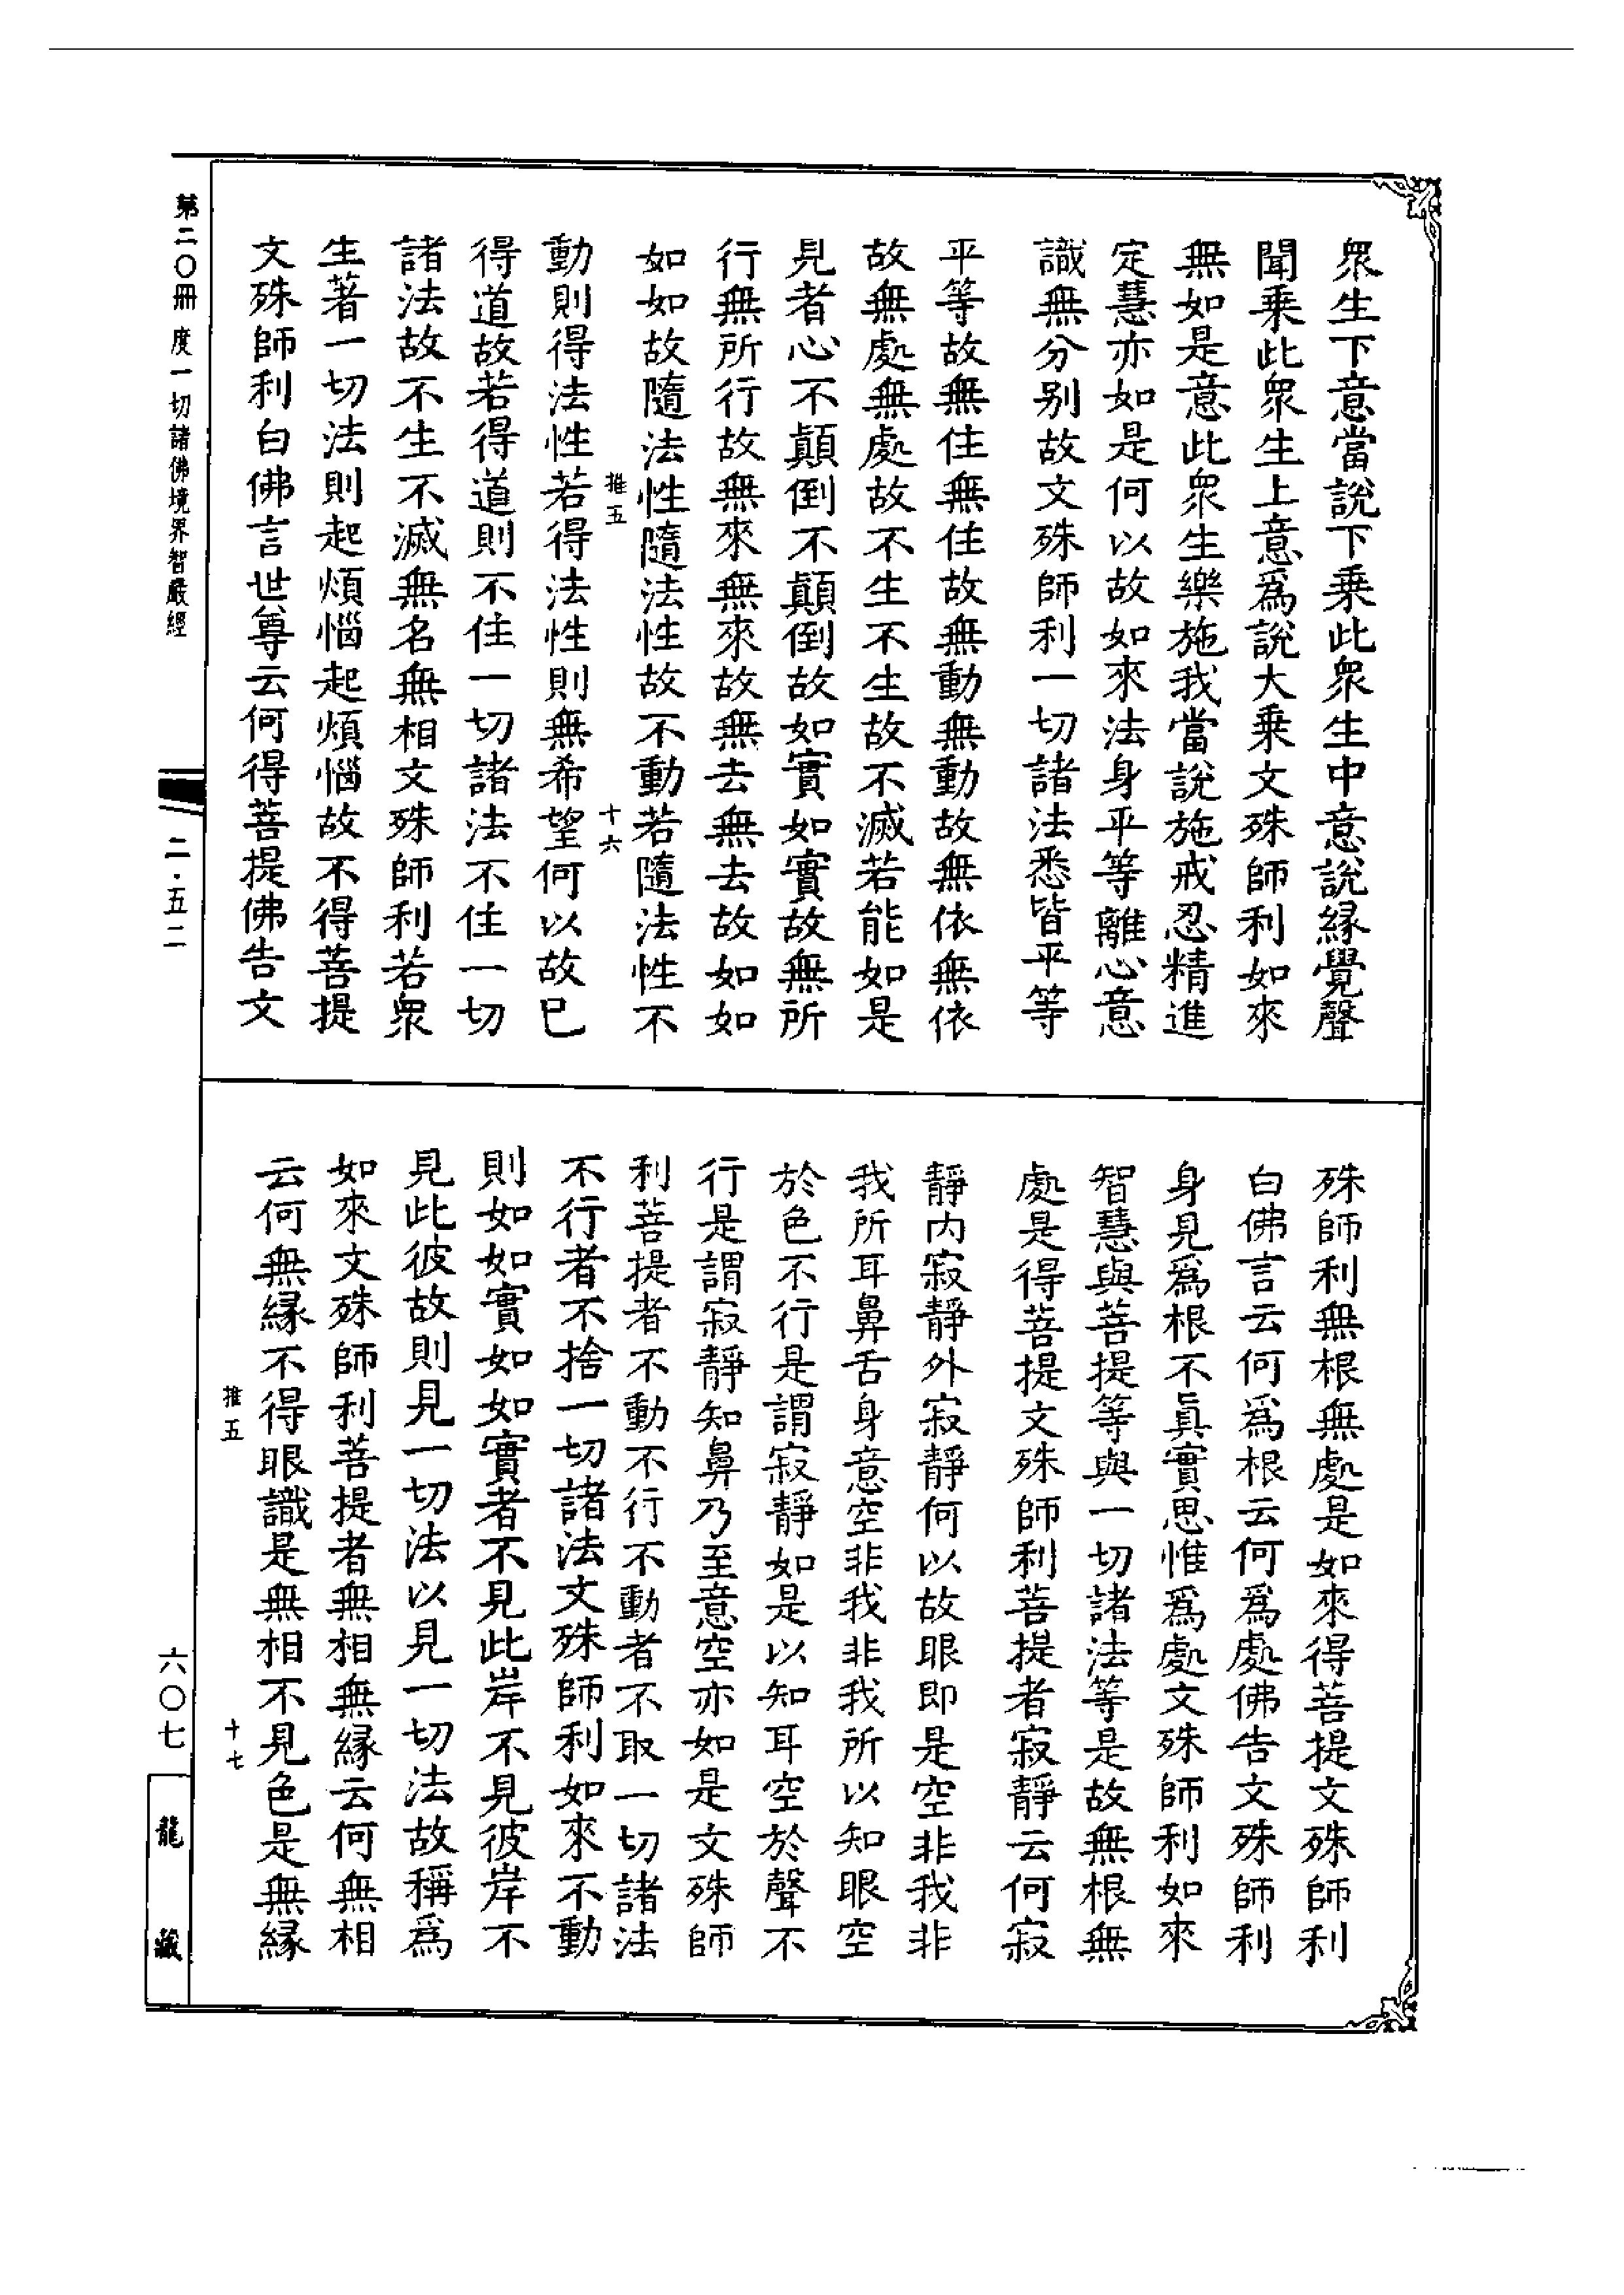 衆生下意當說下乘此衆生中意說縁覺聲
聞乘此衆生上意爲說大乘文殊師利如來
無如是意此衆生樂施我當說施戒忍精進
定慧亦如是何以故如來法身平等離心意
識無分别故文殊師利一切諸法悉皆平等
平等故無住無住故無動無動故無依無依
故無處無處故不生不生故不滅若能如是
見者心不顛倒不顛倒故如實如實故無所
行無所行故無來無來故無去無去故如如
如如故隨法性隨法性故不動若隨法性不
推五 十六
動則得法性若得法性則無希望何以故已
得道故若得道則不住一切諸法不住一切
諸法故不生不滅無名無相文殊師利若衆
生著一切法則起煩惱起煩惱故不得菩提
文殊師利白佛言世尊云何得菩提佛告文
殊師利無根無處是如來得菩提文殊師利
白佛言云何爲根云何爲處佛告文殊師利
身見爲根不眞實思惟爲處文殊師利如來
智慧與菩提等與一切諸法等是故無根無
處是得菩提文殊師利菩提者寂靜云何寂
靜内寂靜外寂靜何以故眼即是空非我非
我所耳鼻舌身意空非我非我所以知眼空
於色不行是謂寂靜如是以知耳空於聲不
行是謂寂靜知鼻乃至意空亦如是文殊師
利菩提者不動不行不動者不取一切諸法
不行者不捨一切諸法文殊師利如來不動
則如如實如如實者不見此岸不見彼岸不
見此彼故則見一切法以見一切法故稱爲
如來文殊師利菩提者無相無縁云何無相
云何無縁不得眼識是無相不見色是無縁
推五 十七
第二〇冊 度一切諸佛境界智嚴經
二·五二
六〇七
龍藏